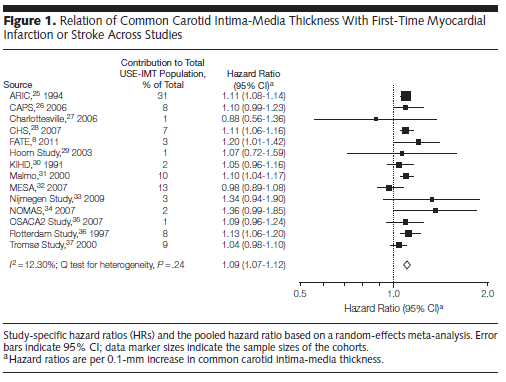 Figure 1. Relation of Common Carotid Intima-Media Thickness With First-Time Myocardial
Infarction or Stroke Across Studies
Source Contribution to Total USE-IMT Population, % of Total Hazard Ratio (95% CI)a
ARIC,25 1994 31 1.11 (1.08-1.14)
CAPS,26 2006 8 1.10 (0.99-1.23)
Charlottesville,27 2006 1 0.88 (0.56-1.36)
CHS,28 2007 7 1.11 (1.06-1.16)
FATE,8 2011 3 1.20 (1.01-1.42)
Hoorn Study,29 2003 1 1.07 (0.72-1.59)
KIHD,30 1991 2 1.05 (0.96-1.16)
Malmo,31 2000 10 1.10 (1.04-1.17)
MESA,32 2007 13 0.98 (0.89-1.08)
Nijmegen Study,33 2009 3 1.34 (0.94-1.90)
NOMAS,34 2007 2 1.36 (0.99-1.85)
OSACA2 Study,35 2007 1 1.09 (0.96-1.24)
Rotterdam Study,36 1997 8 1.13 (1.06-1.20)
Tromsø Study,37 2000 9 1.04 (0.98-1.10)
I2 = 12.30%; Q test for heterogeneity, P = .24 1.09 (1.07-1.12)
0.5 1.0 2.0
Hazard Ratio (95% CI)a
Study-specific hazard ratios (HRs) and the pooled hazard ratio based on a random-effects meta-analysis. Error
bars indicate 95% CI; data marker sizes indicate the sample sizes of the cohorts.
aHazard ratios are per 0.1-mm increase in common carotid intima-media thickness.